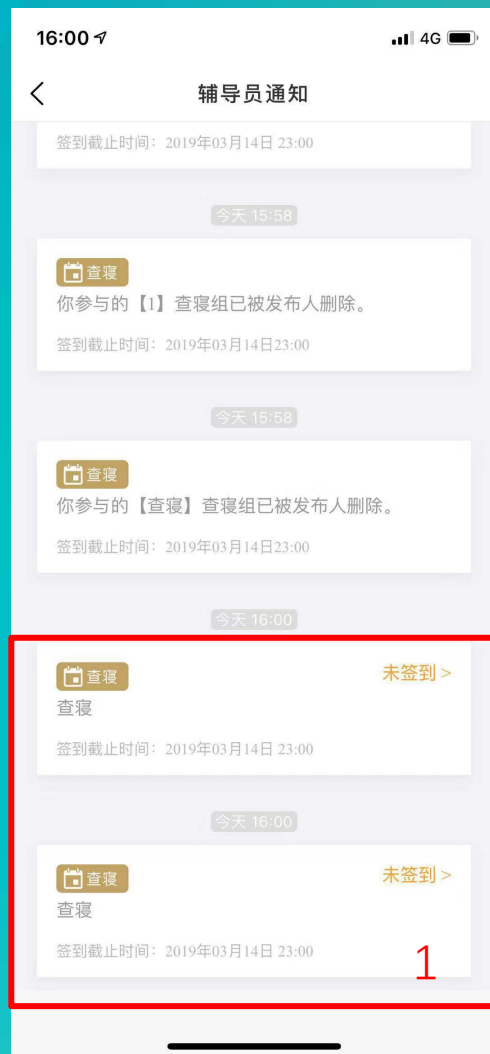 16:00
4G
辅导员通知
签到截止时间：2019年03月14日 23:00
今天 15:58
查寝
你参与的【1】查寝组已被发布人删除。
签到截止时间：2019年03月14日23:00
今天 15:58
查寝
你参与的【查寝】查寝组已被发布人删除。
签到截止时间：2019年03月14日23:00
今天 16:00
查寝
未签到 >
查寝
签到截止时间：2019年03月14日 23:00
今天 16:00
查寝
未签到 >
查寝
签到截止时间：2019年03月14日 23:00
1